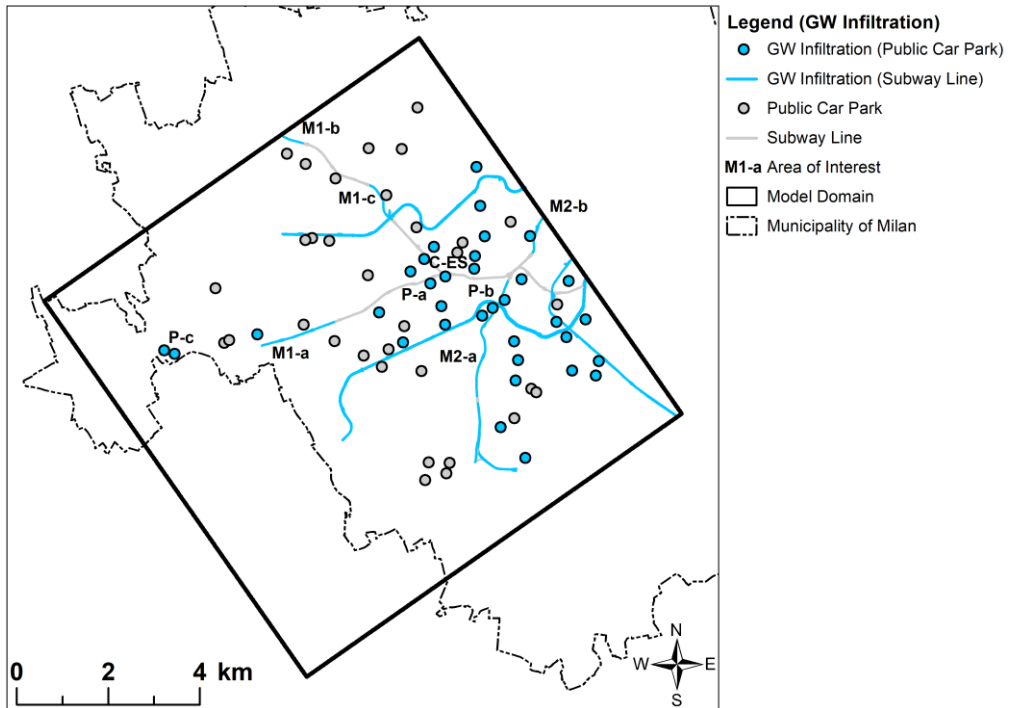 Legend (GW Infiltration)
GW Infiltration (Public Car Park)
GW Infiltration (Subway Line)
Public Car Park
Subway Line
M1-a Area of Interest
Model Domain
Municipality of Milan
M1-b
M1-c
M2-b
C-ES
P-a
P-b
P-c
M1-a
M2-a
N
W E
S
0 2 4 km